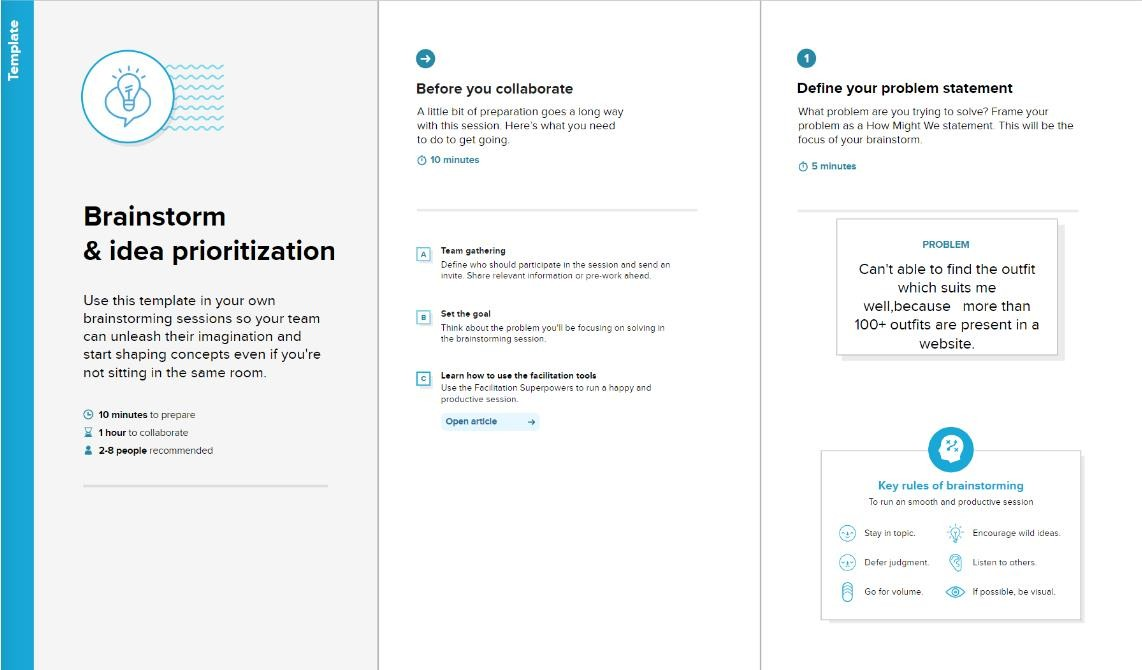 Template
Brainstorm
& idea prioritization
Use this template in your own
brainstorming sessions so your team
can unleash their imagination and
start shaping concepts even if you're
not sitting in the same room.
10 minutes to prepare
1 hour to collaborate
2-8 people recommended
Before you collaborate
A little bit of preparation goes a long way
with this session. Here's what you need
to do to get going.
10 minutes
A
Team gathering
Define who should participate in the session and send an
invite. Share relevant information or pre-work ahead.
B
Set the goal
Think about the problem you'll be focusing on solving in
the brainstorming session.
C
Learn how to use the facilitation tools
Use the Facilitation Superpowers to run a happy and
productive session.
Open article
1
Define your problem statement
What problem are you trying to solve? Frame your
problem as a How Might We statement. This will be the
focus of your brainstorm.
5 minutes
PROBLEM
Can't able to find the outfit
which suits me
well,because more than
100+ outfits are present in a
website.
Key rules of brainstorming
To run an smooth and productive session
Stay in topic.
Encourage wild ideas.
Defer judgment.
Listen to others.
Go for volume.
If possible, be visual.